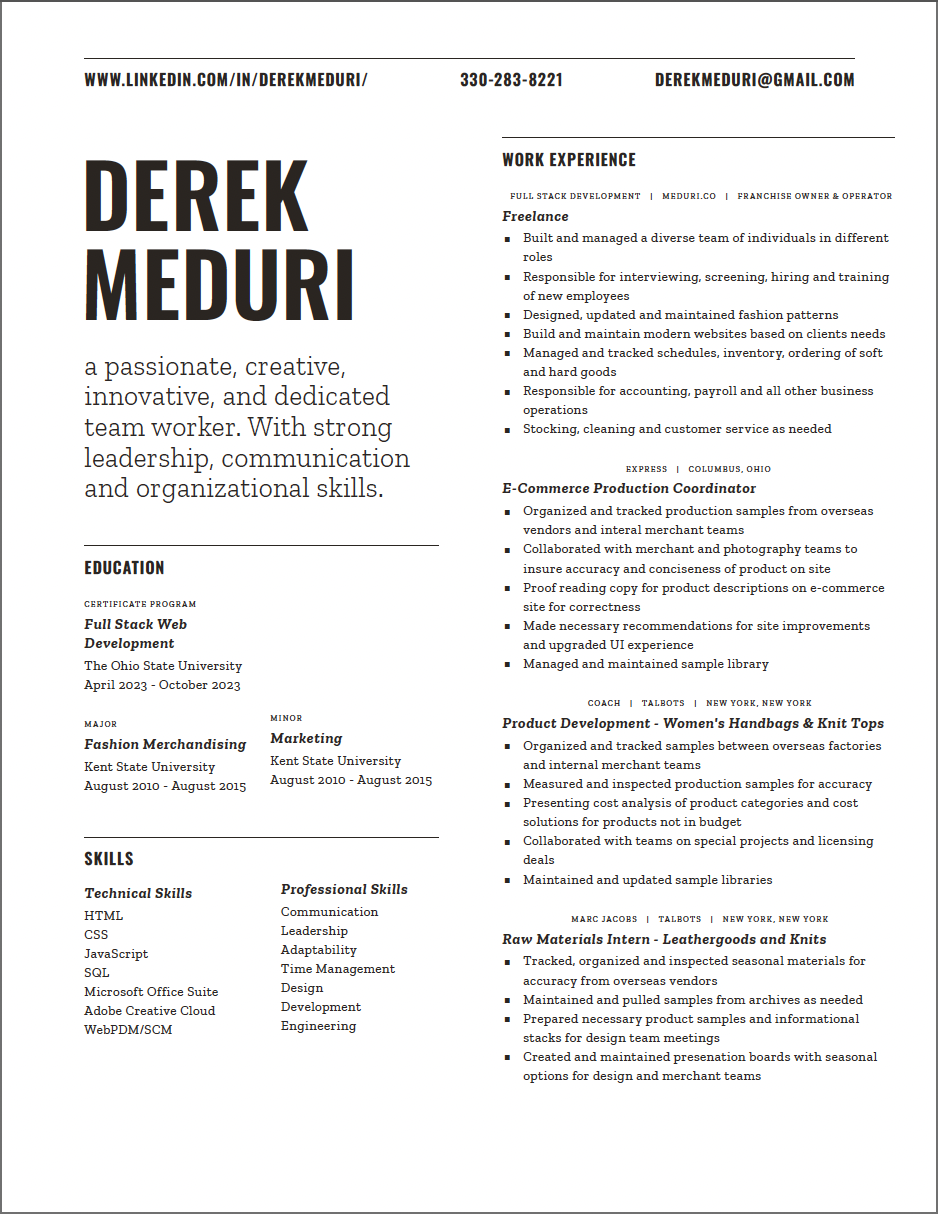 WWW.LINKEDIN.COM/IN/DEREKMEDURI/ 330-283-8221 DEREKMEDURI@GMAIL.COM
DEREK
MEDURI
a passionate, creative,
innovative, and dedicated
team worker. With strong
leadership, communication
and organizational skills.
EDUCATION
CERTIFICATE PROGRAM
Full Stack Web
Development
The Ohio State University
April 2023 - October 2023
MAJOR
Fashion Merchandising
Kent State University
August 2010 - August 2015
MINOR
Marketing
Kent State University
August 2010 - August 2015
SKILLS
Technical Skills
HTML
CSS
JavaScript
SQL
Microsoft Office Suite
Adobe Creative Cloud
WebPDM/SCM
Professional Skills
Communication
Leadership
Adaptability
Time Management
Design
Development
Engineering
WORK EXPERIENCE
FULL STACK DEVELOPMENT | MEDURI.CO | FRANCHISE OWNER & OPERATOR
Freelance
▪ Built and managed a diverse team of individuals in different
roles
▪ Responsible for interviewing, screening, hiring and training
of new employees
▪ Designed, updated and maintained fashion patterns
▪ Build and maintain modern websites based on clients needs
▪ Managed and tracked schedules, inventory, ordering of soft
and hard goods
▪ Responsible for accounting, payroll and all other business
operations
▪ Stocking, cleaning and customer service as needed
EXPRESS | COLUMBUS, OHIO
E-Commerce Production Coordinator
▪ Organized and tracked production samples from overseas
vendors and interal merchant teams
▪ Collaborated with merchant and photography teams to
insure accuracy and conciseness of product on site
▪ Proof reading copy for product descriptions on e-commerce
site for correctness
▪ Made necessary recommendations for site improvements
and upgraded UI experience
▪ Managed and maintained sample library
COACH | TALBOTS | NEW YORK, NEW YORK
Product Development - Women's Handbags & Knit Tops
▪ Organized and tracked samples between overseas factories
and internal merchant teams
▪ Measured and inspected production samples for accuracy
▪ Presenting cost analysis of product categories and cost
solutions for products not in budget
▪ Collaborated with teams on special projects and licensing
deals
▪ Maintained and updated sample libraries
MARC JACOBS | TALBOTS | NEW YORK, NEW YORK
Raw Materials Intern - Leathergoods and Knits
▪ Tracked, organized and inspected seasonal materials for
accuracy from overseas vendors
▪ Maintained and pulled samples from archives as needed
▪ Prepared necessary product samples and informational
stacks for design team meetings
▪ Created and maintained presenation boards with seasonal
options for design and merchant teams